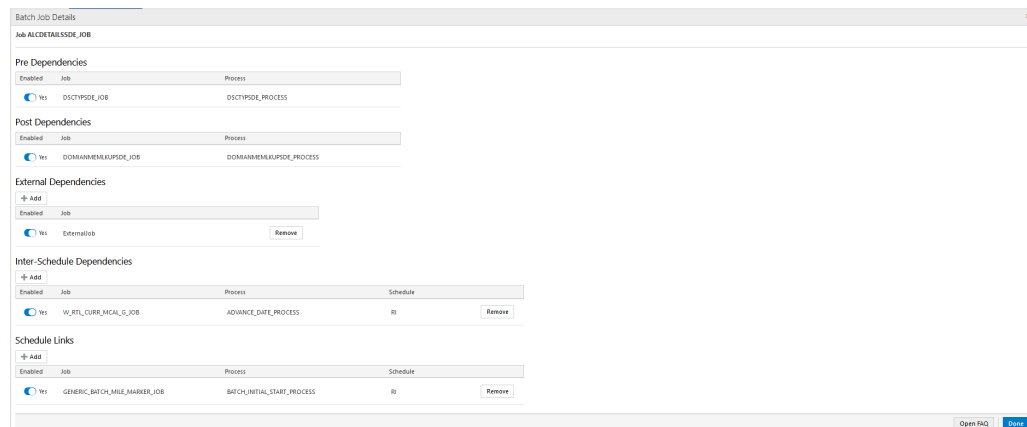 Batch Job Details
Job ALCDETAILSSDE_JOB
Pre Dependencies
Enabled Job Process
Yes DSCTYPSDE_JOB DSCTYPSDE_PROCESS
Post Dependencies
Enabled Job Process
Yes DOMIANMEMLKUPSDE_JOB DOMIANMEMLKUPSDE_PROCESS
External Dependencies
+ Add
Enabled Job
Yes ExternalJob Remove
Inter-Schedule Dependencies
+ Add
Enabled Job Process Schedule
Yes W_RTL_CURR_MCAL_G_JOB ADVANCE_DATE_PROCESS RI Remove
Schedule Links
+ Add
Enabled Job Process Schedule
Yes GENERIC_BATCH_MILE_MARKER_JOB BATCH_INITIAL_START_PROCESS RI Remove
Open FAQ Done